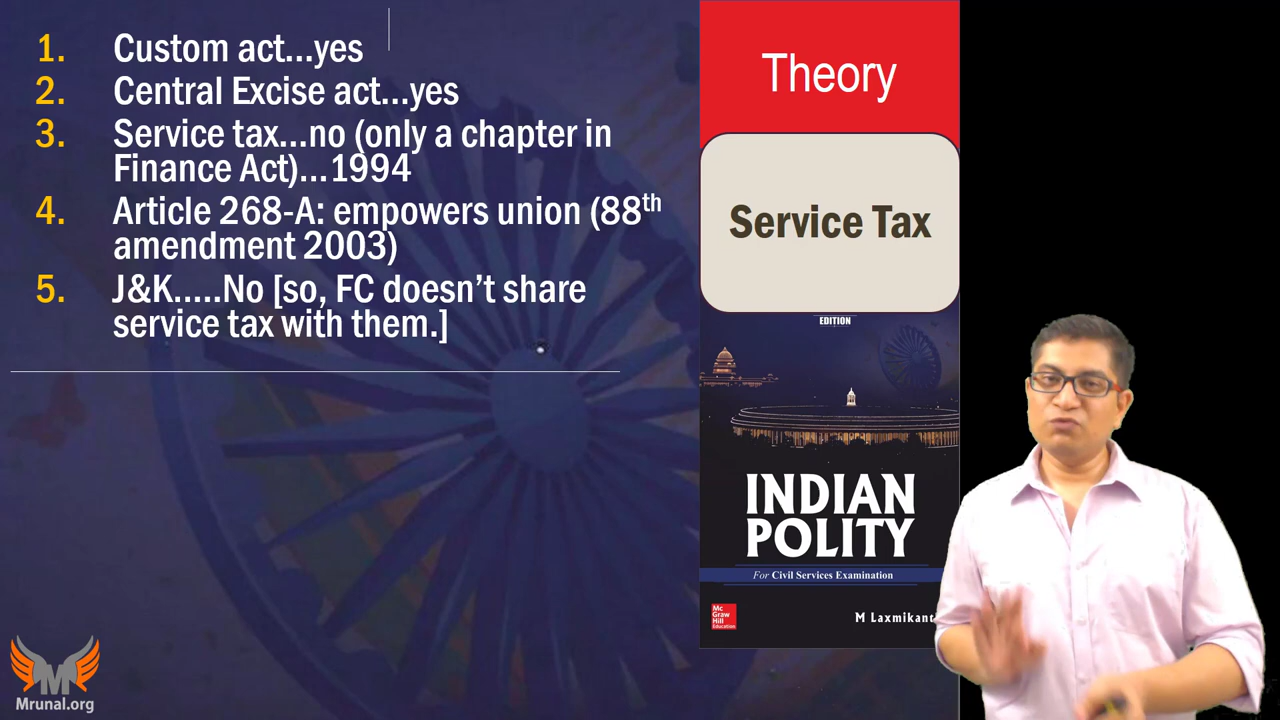 1. Custom act...yes
2. Central Excise act...yes
3. Service tax...no (only a chapter in
Finance Act)...1994
4. Article 268-A: empowers union (88th
amendment 2003)
5. J&K.....No [so, FC doesn't share
service tax with them.]
Theory
Service Tax
EDITION
INDIAN
POLITY
For Civil Services Examination
Mc
Graw
Hill
Education
M Laxmikant
Mrunal.org